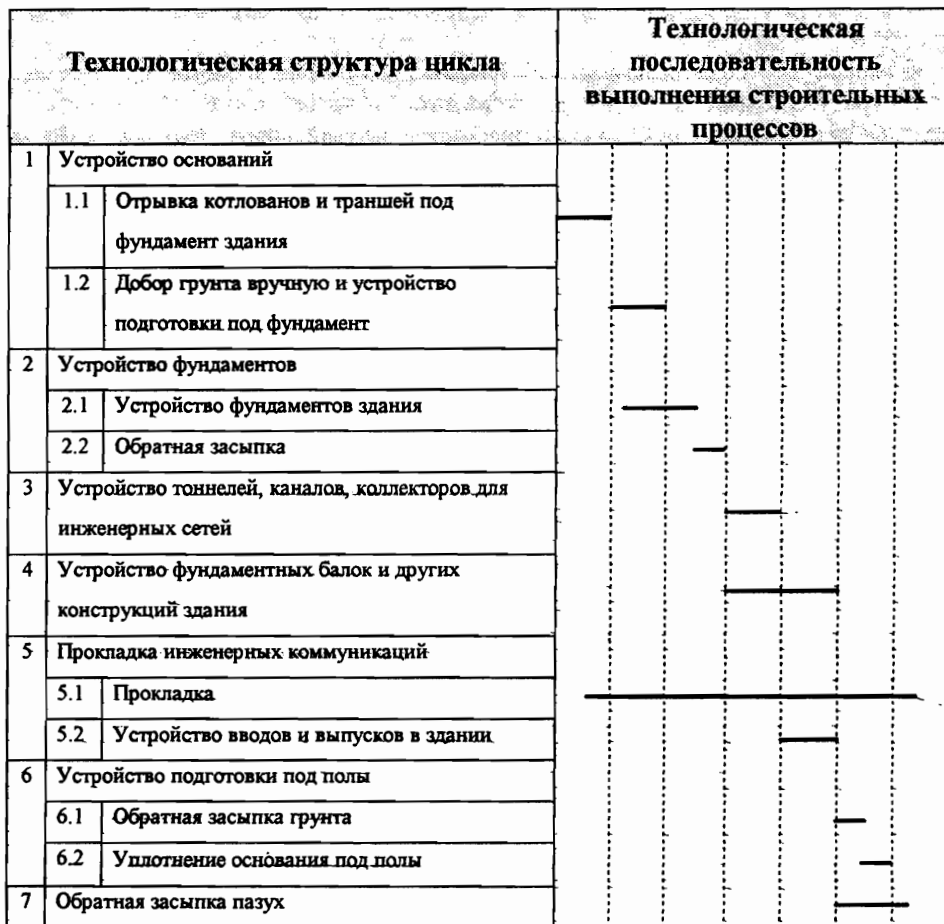 Технологическая структура цикла
Технологическая
последовательность
выполнения строительных
процессов
1 Устройство оснований
1.1 Отрывка котлованов и траншей под
фундамент здания
1.2 Добор грунта вручную и устройство
подготовки под фундамент
2 Устройство фундаментов
2.1 Устройство фундаментов здания
2.2 Обратная засыпка
3 Устройство тоннелей, каналов, коллекторов для
инженерных сетей
4 Устройство фундаментных балок и других
конструкций здания
5 Прокладка инженерных коммуникаций
5.1 Прокладка
5.2 Устройство вводов и выпусков в здании
6 Устройство подготовки под полы
6.1 Обратная засыпка грунта
6.2 Уплотнение основания под полы
7 Обратная засыпка пазух